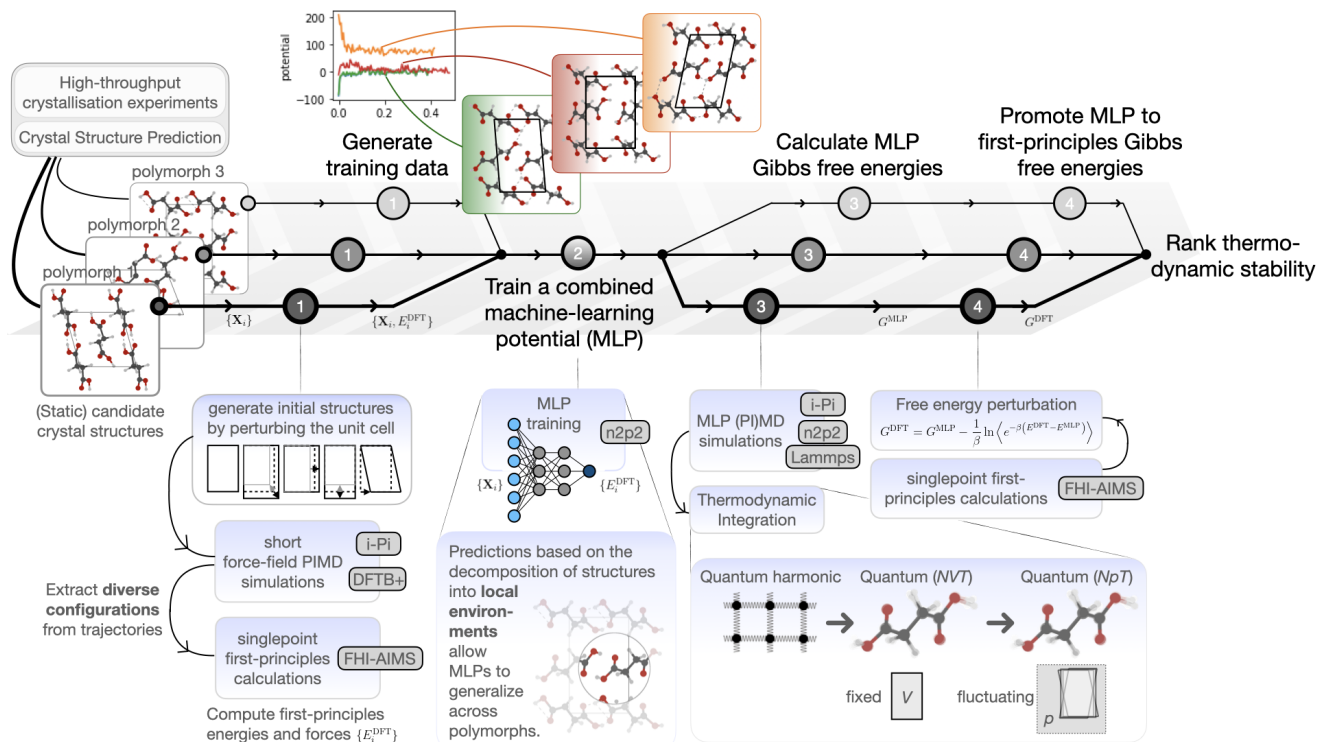 200
100
0
−100
potential
0.0
0.2
0.4
High-throughput
crystallisation experiments
Crystal Structure Prediction
polymorph 3
polymorph 2
polymorph 1
Generate
training data
Calculate MLP
Gibbs free energies
Promote MLP to
first-principles Gibbs
free energies
1
3
4
1
2
3
4
1
3
4
{X_i}
{X_i, E_i^DFT}
Train a combined
machine-learning
potential (MLP)
G^MLP
G^DFT
Rank thermo-
dynamic stability
(Static) candidate
crystal structures
generate initial structures
by perturbing the unit cell
short
force-field PIMD
simulations
i-Pi
DFTB+
Extract diverse
configurations
from trajectories
singlepoint
first-principles
calculations
FHI-AIMS
Compute first-principles
energies and forces {E_i^DFT}
MLP
training
n2p2
{X_i}
{E_i^DFT}
Predictions based on the
decomposition of structures
into local environ-
ments
allow
MLPs to
generalize
across
polymorphs.
MLP (PI)MD
simulations
i-Pi
n2p2
Lammps
Thermodynamic
Integration
Free energy perturbation
G^DFT = G^MLP − 1/β ln ⟨e^−β(E^DFT−E^MLP)⟩
singlepoint first-
principles calculations
FHI-AIMS
Quantum harmonic
Quantum (NVT)
Quantum (NpT)
fixed
V
fluctuating
p